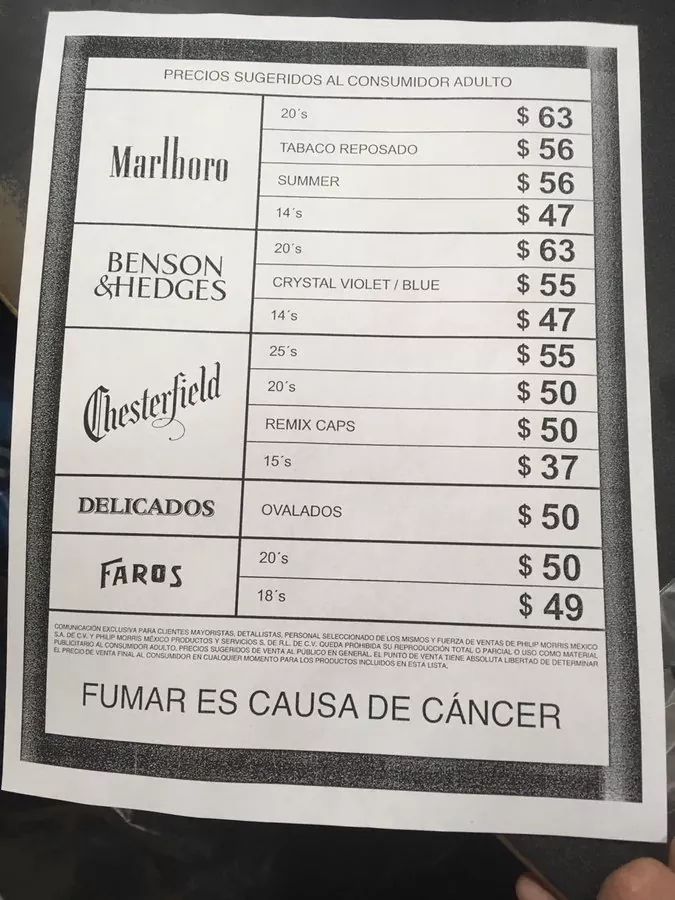 PRECIOS SUGERIDOS AL CONSUMIDOR ADULTO
Marlboro
20´s $ 63
TABACO REPOSADO $ 56
SUMMER $ 56
14´s $ 47
BENSON
&HEDGES
20´s $ 63
CRYSTAL VIOLET / BLUE $ 55
14´s $ 47
Chesterfield
25´s $ 55
20´s $ 50
REMIX CAPS $ 50
15´s $ 37
DELICADOS
OVALADOS $ 50
FAROS
20´s $ 50
18´s $ 49
COMUNICACIÓN EXCLUSIVA PARA CLIENTES MAYORISTAS, DETALLISTAS, PERSONAL SELECCIONADO DE LOS MISMOS Y FUERZA DE VENTAS DE PHILIP MORRIS MÉXICO
S.A. DE C.V. Y PHILIP MORRIS MÉXICO PRODUCTOS Y SERVICIOS S. DE R.L. DE C.V. QUEDA PROHIBIDA SU REPRODUCCIÓN TOTAL O PARCIAL O USO COMO MATERIAL
PUBLICITARIO AL CONSUMIDOR ADULTO. PRECIOS SUGERIDOS DE VENTA AL PÚBLICO EN GENERAL. EL PUNTO DE VENTA TIENE ABSOLUTA LIBERTAD DE DETERMINAR
EL PRECIO DE VENTA FINAL AL CONSUMIDOR EN CUALQUIER MOMENTO PARA LOS PRODUCTOS INCLUIDOS EN ESTA LISTA.
FUMAR ES CAUSA DE CÁNCER